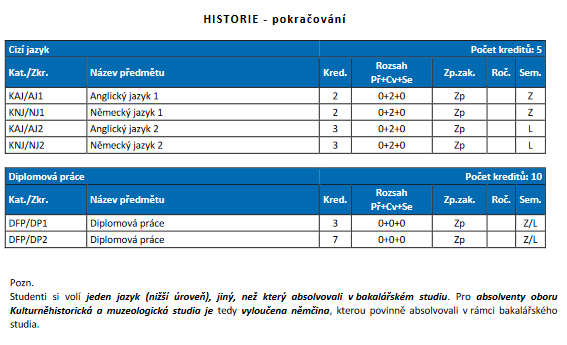 HISTORIE - pokračování
Cizí jazyk Počet kreditů: 5
Kat./Zkr. Název předmětu Kred. Rozsah Př+Cv+Se Zp.zak. Roč. Sem.
KAJ/AJ1 Anglický jazyk 1 2 0+2+0 Zp Z
KNJ/NJ1 Německý jazyk 1 2 0+2+0 Zp Z
KAJ/AJ2 Anglický jazyk 2 3 0+2+0 Zp L
KNJ/NJ2 Německý jazyk 2 3 0+2+0 Zp L
Diplomová práce Počet kreditů: 10
Kat./Zkr. Název předmětu Kred. Rozsah Př+Cv+Se Zp.zak. Roč. Sem.
DFP/DP1 Diplomová práce 3 0+0+0 Zp Z/L
DFP/DP2 Diplomová práce 7 0+0+0 Zp Z/L
Pozn.
Studenti si volí jeden jazyk (nižší úroveň), jiný, než který absolvovali v bakalářském studiu. Pro absolventy oboru
Kulturněhistorická a muzeologická studia je tedy vyloučena němčina, kterou povinně absolvovali v rámci bakalářského
studia.